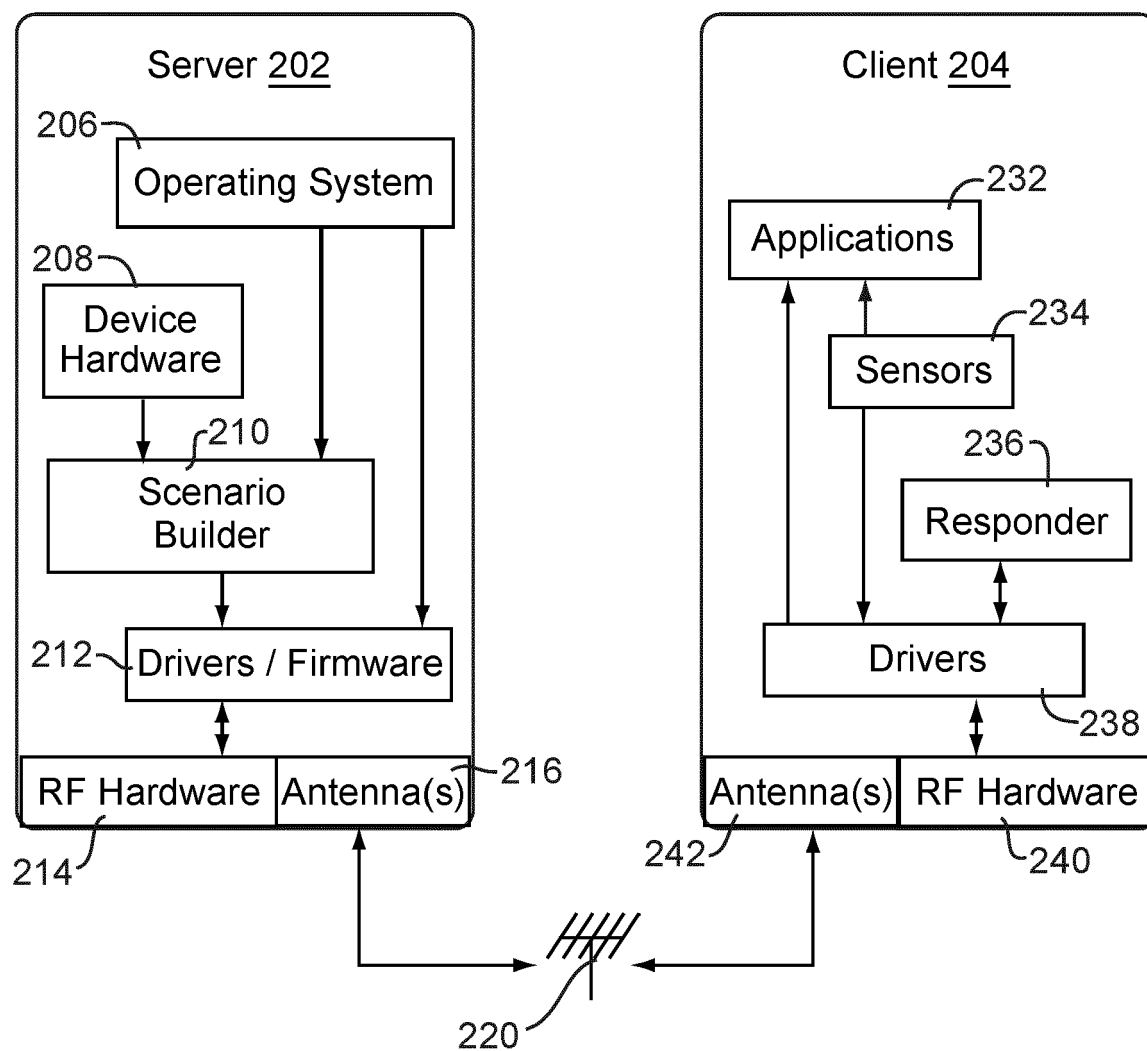 Server 202
206
Operating System
208
Device
Hardware
210
Scenario
Builder
212
Drivers / Firmware
216
RF Hardware
Antenna(s)
214
Client 204
232
Applications
234
Sensors
236
Responder
Drivers
238
Antenna(s)
RF Hardware
242
240
220